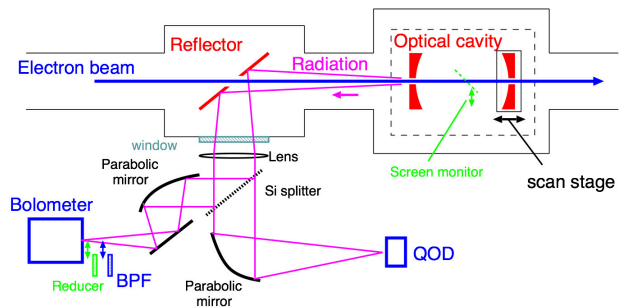 Reflector
Optical cavity
Electron beam
Radiation
window
Lens
Parabolic
mirror
Si splitter
Screen monitor
scan stage
Bolometer
Reducer
BPF
Parabolic
mirror
QOD